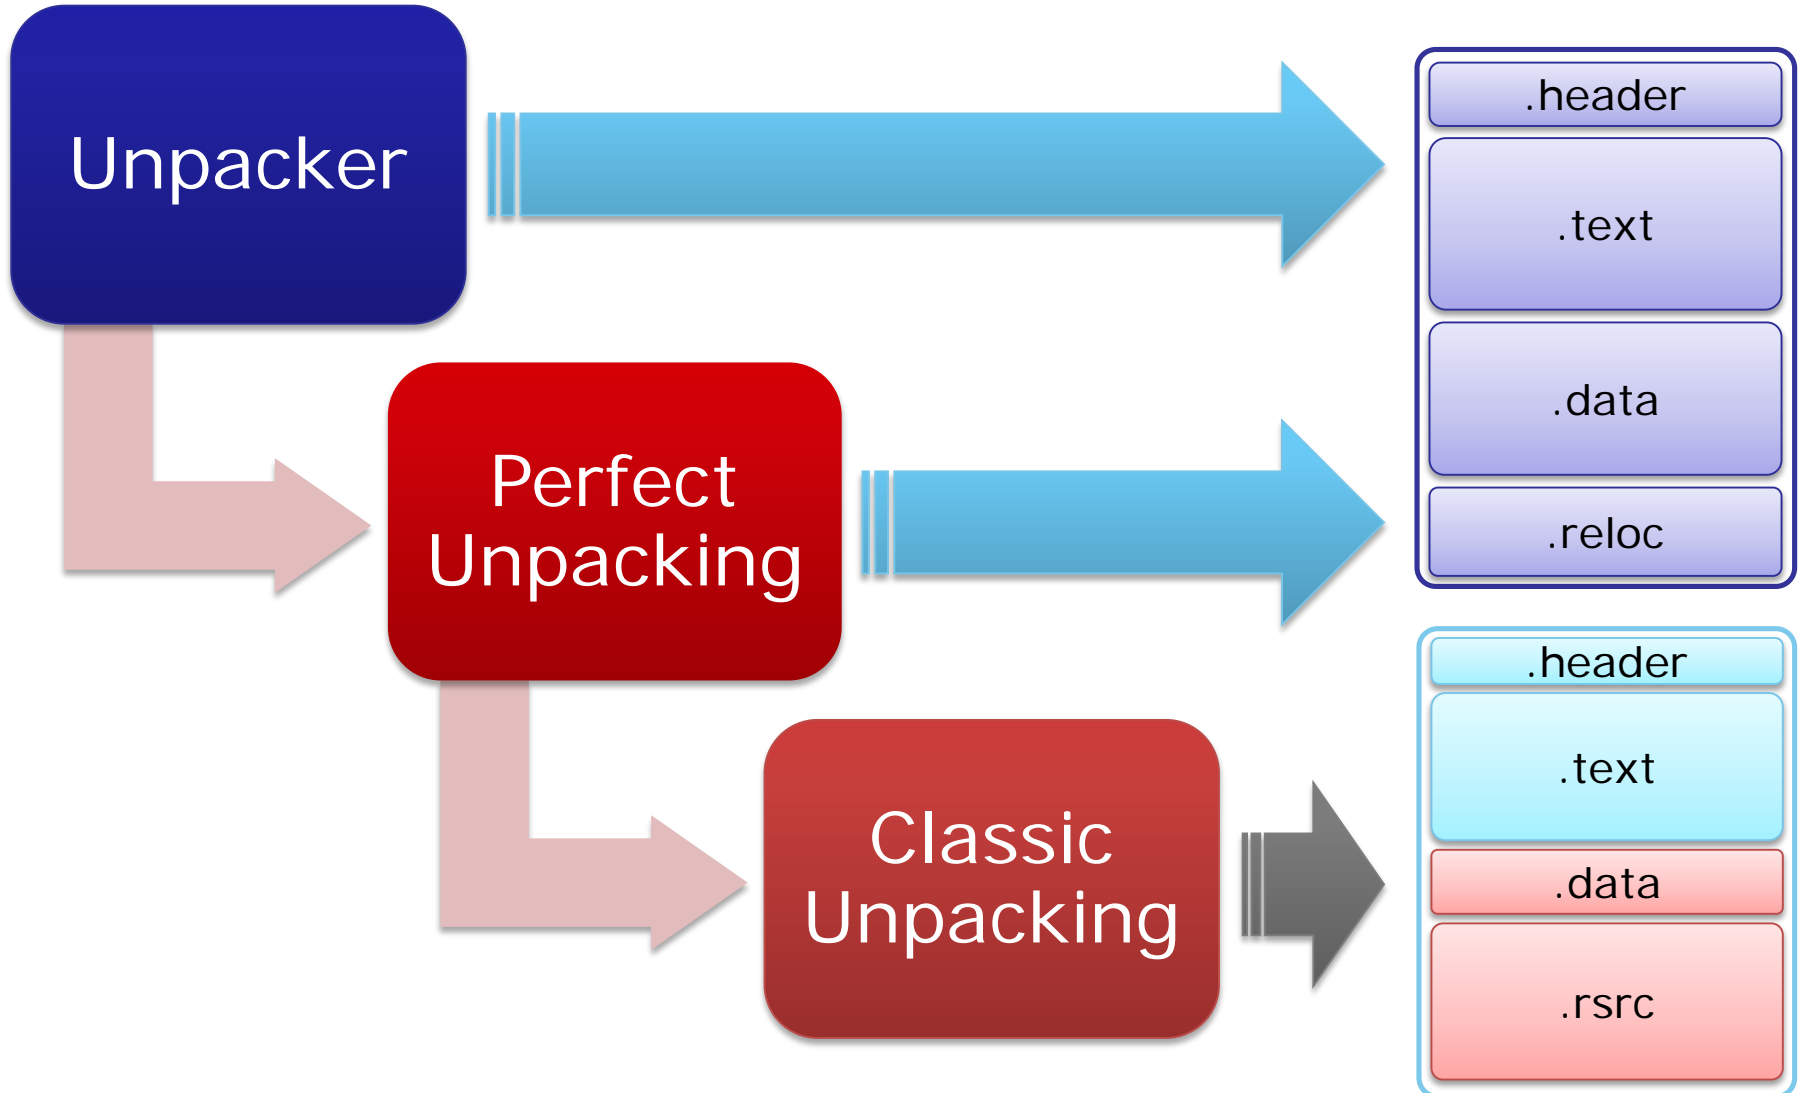 Unpacker
Perfect
Unpacking
Classic
Unpacking
.header
.text
.data
.reloc
.header
.text
.data
.rsrc